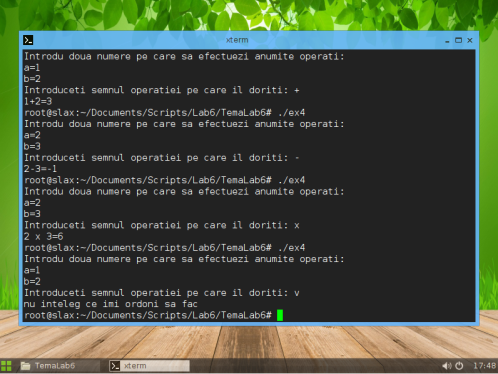 xterm
Introdu doua numere pe care sa efectuezi anumite operati:
a=1
b=2
Introduceti semnul operatiei pe care il doriti: +
1+2=3
root@slax:~/Documents/Scripts/Lab6/TemaLab6# ./ex4
Introdu doua numere pe care sa efectuezi anumite operati:
a=2
b=3
Introduceti semnul operatiei pe care il doriti: -
2-3=-1
root@slax:~/Documents/Scripts/Lab6/TemaLab6# ./ex4
Introdu doua numere pe care sa efectuezi anumite operati:
a=2
b=3
Introduceti semnul operatiei pe care il doriti: x
2 x 3=6
root@slax:~/Documents/Scripts/Lab6/TemaLab6# ./ex4
Introdu doua numere pe care sa efectuezi anumite operati:
a=1
b=2
Introduceti semnul operatiei pe care il doriti: v
nu inteleg ce imi ordoni sa fac
root@slax:~/Documents/Scripts/Lab6/TemaLab6#
TemaLab6 xterm 17:48